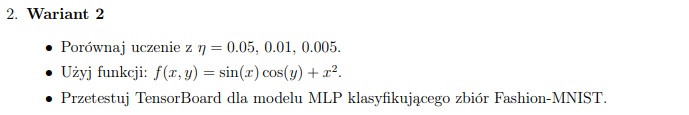 2. Wariant 2
• Porównaj uczenie z η = 0.05, 0.01, 0.005.
• Użyj funkcji: f(x, y) = sin(x) cos(y) + x².
• Przetestuj TensorBoard dla modelu MLP klasyfikującego zbiór Fashion-MNIST.